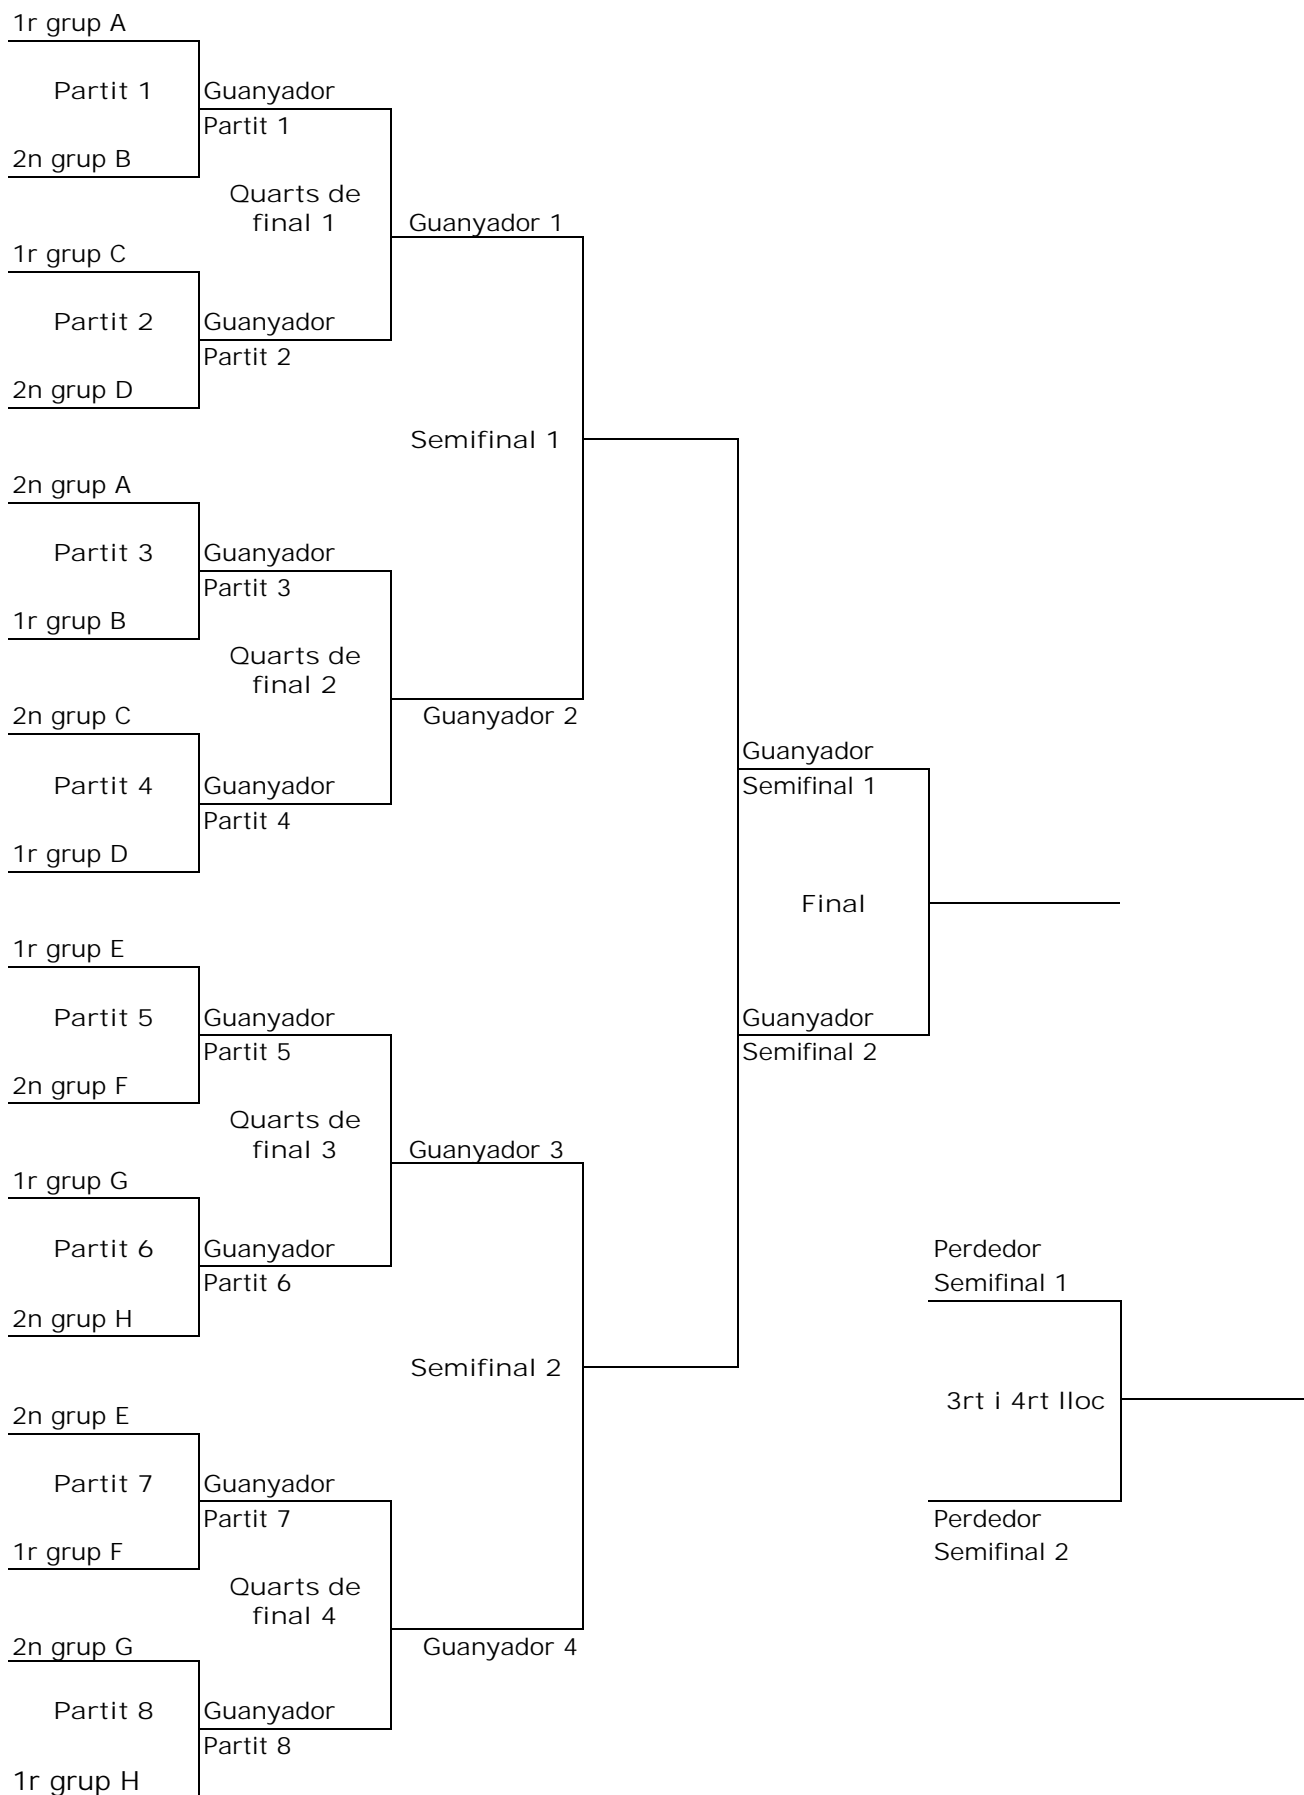 1r grup A
Partit 1
Guanyador
Partit 1
2n grup B
Quarts de
final 1
Guanyador 1
1r grup C
Partit 2
Guanyador
Partit 2
2n grup D
Semifinal 1
2n grup A
Partit 3
Guanyador
Partit 3
1r grup B
Quarts de
final 2
2n grup C
Guanyador 2
Guanyador
Semifinal 1
Partit 4
Guanyador
Partit 4
1r grup D
Final
1r grup E
Partit 5
Guanyador
Partit 5
Guanyador
Semifinal 2
2n grup F
Quarts de
final 3
Guanyador 3
1r grup G
Partit 6
Guanyador
Partit 6
Perdedor
Semifinal 1
2n grup H
Semifinal 2
3rt i 4rt lloc
2n grup E
Partit 7
Guanyador
Partit 7
Perdedor
Semifinal 2
1r grup F
Quarts de
final 4
2n grup G
Guanyador 4
Partit 8
Guanyador
Partit 8
1r grup H